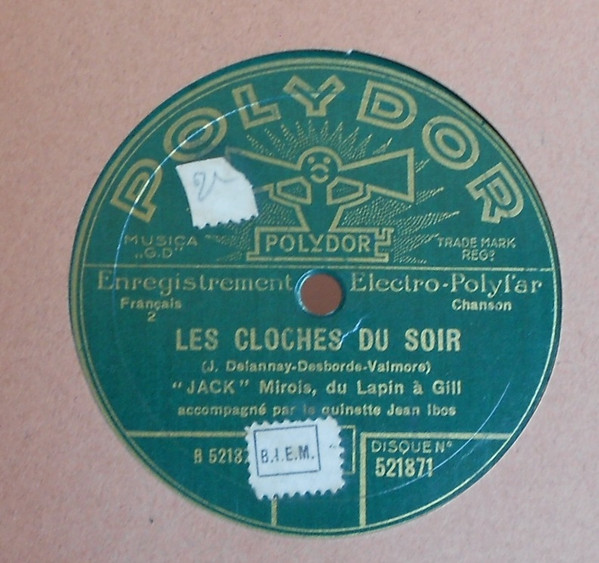 POLYDOR
MUSICA
„G.D"
POLYDOR
TRADE MARK
REGD
Enregistrement Electro-Polyfar
Français
2
Chanson
LES CLOCHES DU SOIR
(J. Delannay-Desborde-Valmore)
"JACK" Mirois, du Lapin à Gill
accompagné par le quinette Jean Ibos
B.I.E.M.
DISQUE No
521871